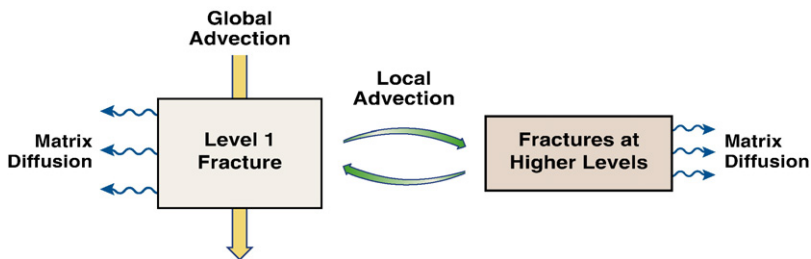 Global
Advection
Local
Advection
Matrix
Diffusion
Level 1
Fracture
Fractures at
Higher Levels
Matrix
Diffusion